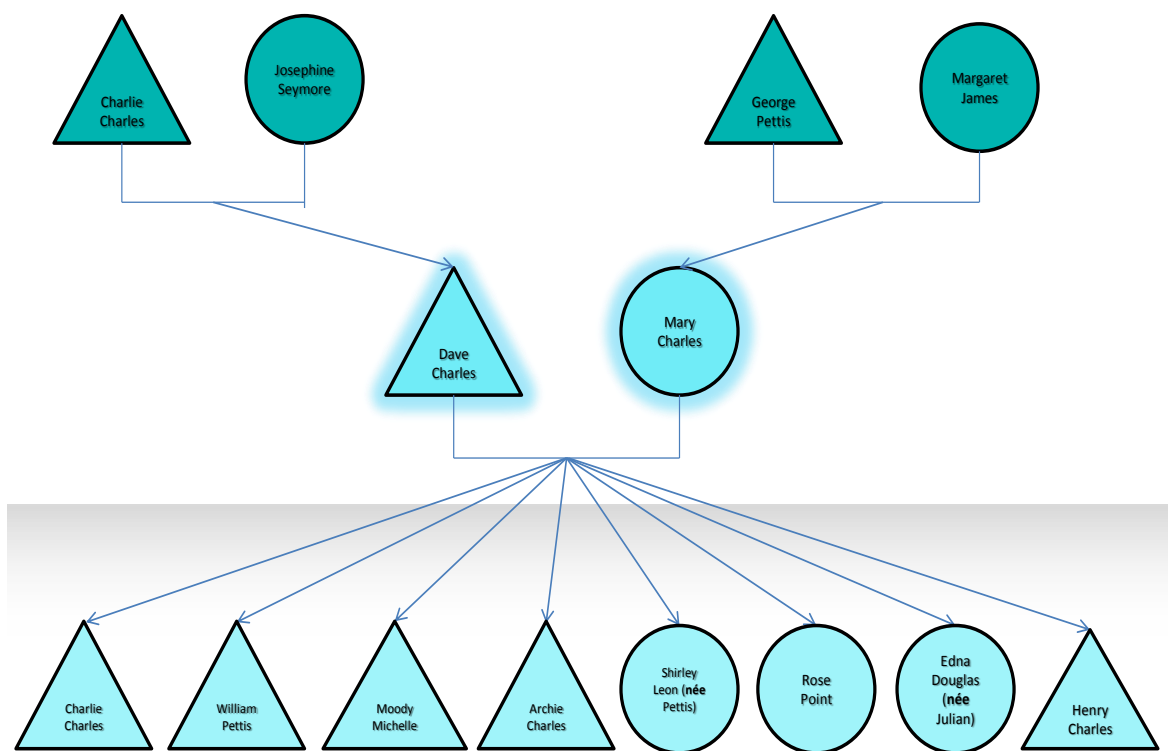 Charlie
Charles
Josephine
Seymore
George
Pettis
Margaret
James
Dave
Charles
Mary
Charles
Charlie
Charles
William
Pettis
Moody
Michelle
Archie
Charles
Shirley
Leon (née
Pettis)
Rose
Point
Edna
Douglas
(née
Julian)
Henry
Charles